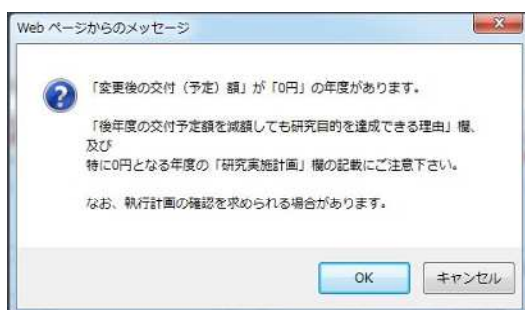 Web ページからのメッセージ
「変更後の交付（予定）額」が「0円」の年度があります。
「後年度の交付予定額を減額しても研究目的を達成できる理由」欄、
及び
特に0円となる年度の「研究実施計画」欄の記載にご注意下さい。
なお、執行計画の確認を求められる場合があります。
OK
キャンセル